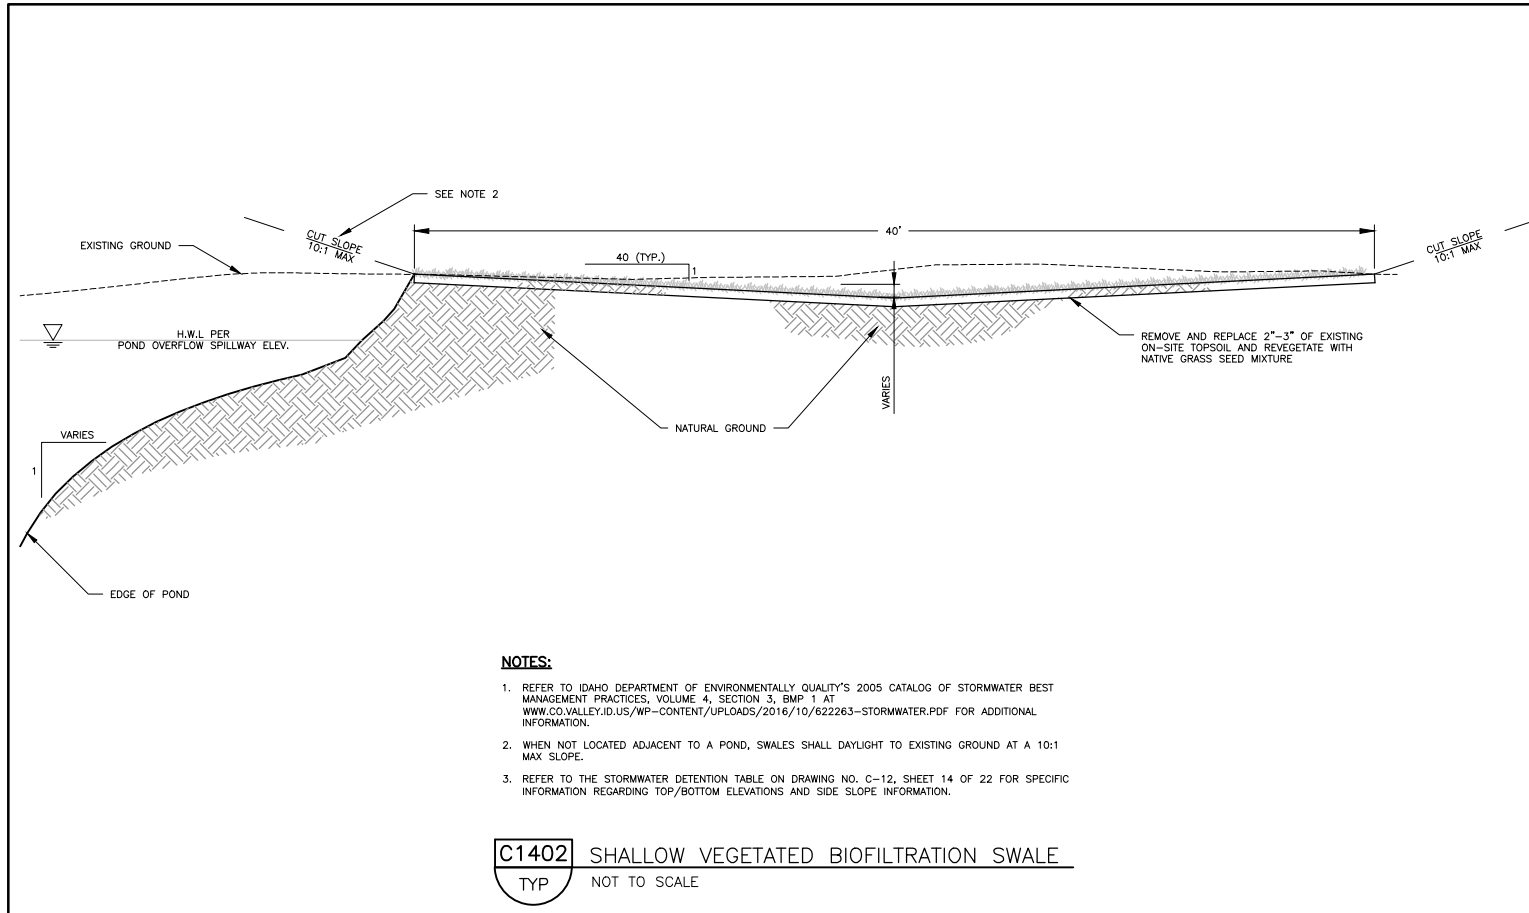 SEE NOTE 2
EXISTING GROUND
CUT SLOPE
10:1 MAX
40'
40 (TYP.)
1
CUT SLOPE
10:1 MAX
H.W.L PER
POND OVERFLOW SPILLWAY ELEV.
REMOVE AND REPLACE 2"-3" OF EXISTING
ON-SITE TOPSOIL AND REVEGETATE WITH
NATIVE GRASS SEED MIXTURE
VARIES
NATURAL GROUND
VARIES
1
EDGE OF POND
NOTES:
1. REFER TO IDAHO DEPARTMENT OF ENVIRONMENTALLY QUALITY'S 2005 CATALOG OF STORMWATER BEST
MANAGEMENT PRACTICES, VOLUME 4, SECTION 3, BMP 1 AT
WWW.CO.VALLEY.ID.US/WP-CONTENT/UPLOADS/2016/10/622263-STORMWATER.PDF FOR ADDITIONAL
INFORMATION.
2. WHEN NOT LOCATED ADJACENT TO A POND, SWALES SHALL DAYLIGHT TO EXISTING GROUND AT A 10:1
MAX SLOPE.
3. REFER TO THE STORMWATER DETENTION TABLE ON DRAWING NO. C-12, SHEET 14 OF 22 FOR SPECIFIC
INFORMATION REGARDING TOP/BOTTOM ELEVATIONS AND SIDE SLOPE INFORMATION.
C1402
TYP
SHALLOW VEGETATED BIOFILTRATION SWALE
NOT TO SCALE